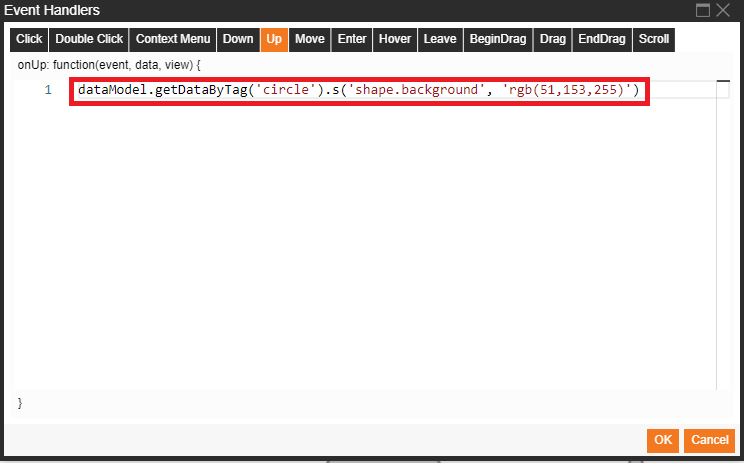 Event Handlers
Click Double Click Context Menu Down Up Move Enter Hover Leave BeginDrag Drag EndDrag Scroll
onUp: function(event, data, view) {
1 dataModel.getDataByTag('circle').s('shape.background', 'rgb(51,153,255)')
}
OK Cancel